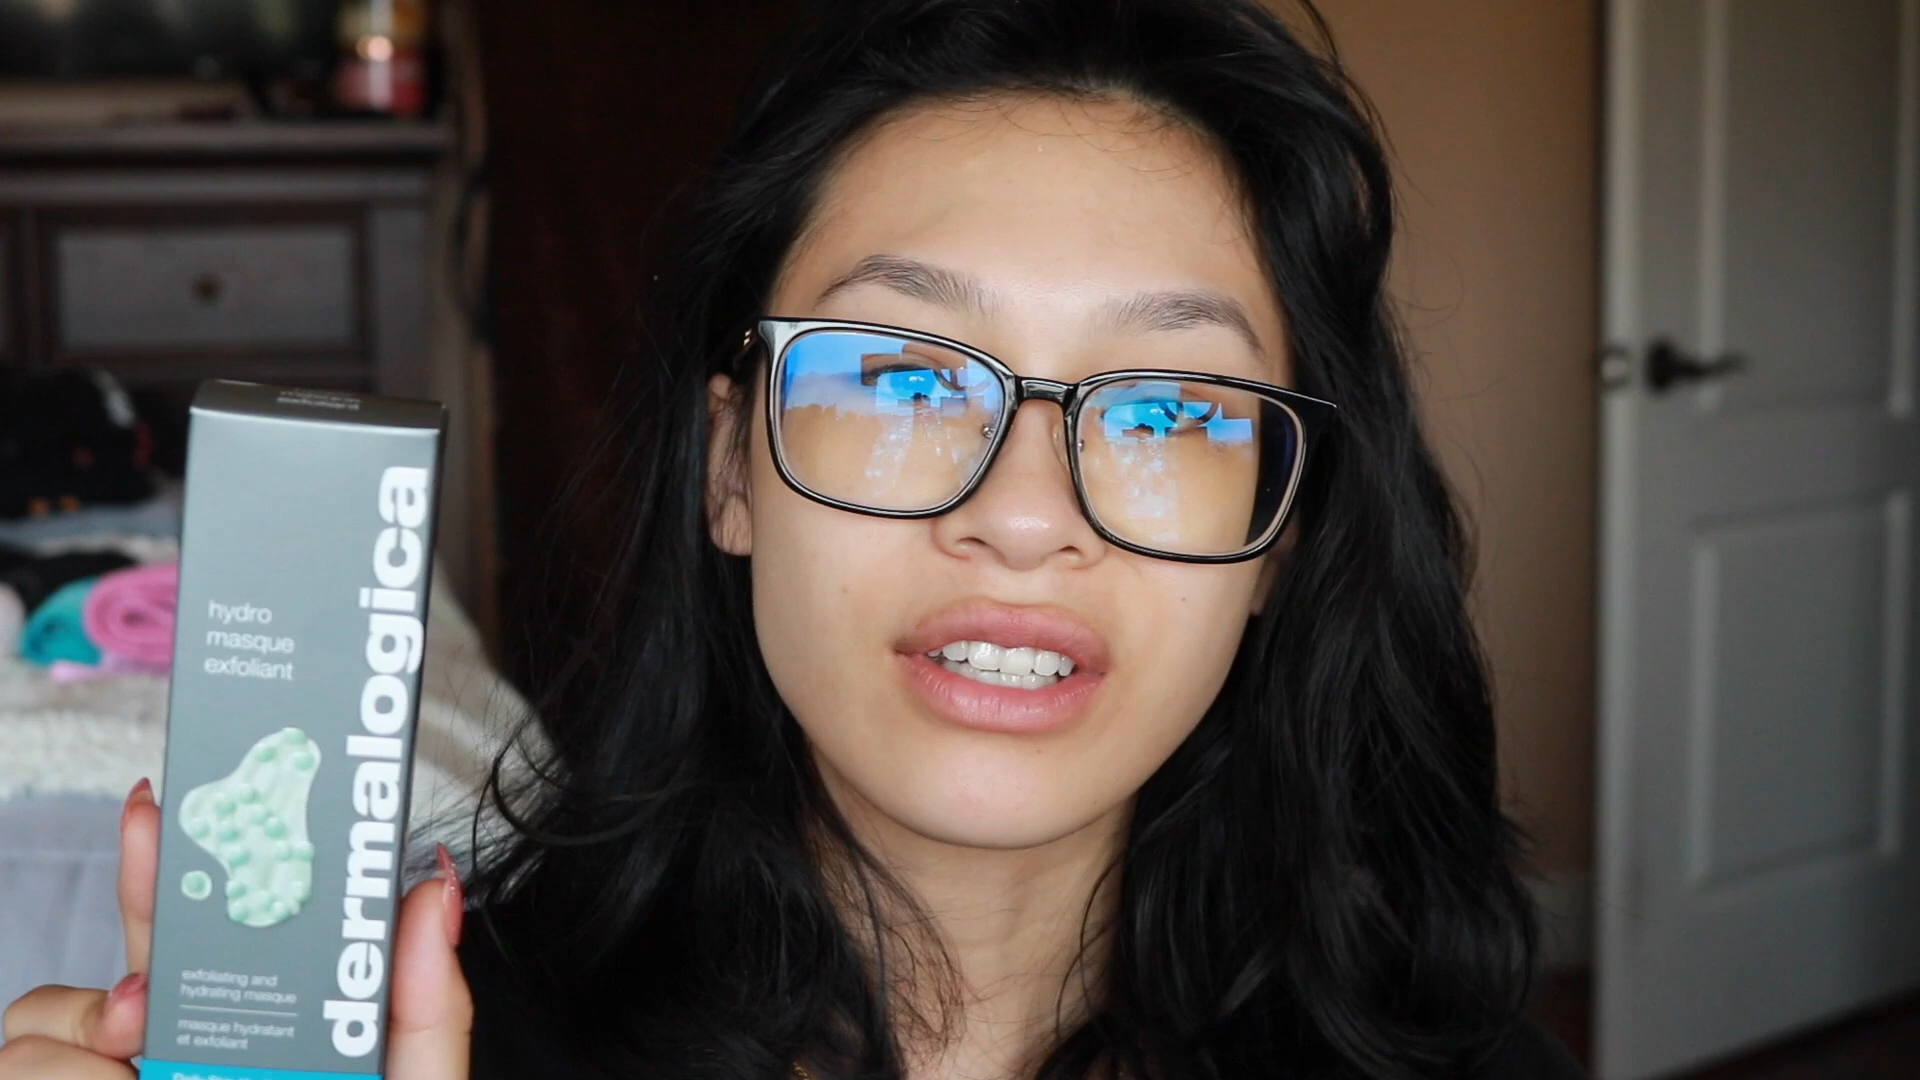 hydro
masque
exfoliant
dermalogica
exfoliating and
hydrating masque
masque hydratant
et exfoliant